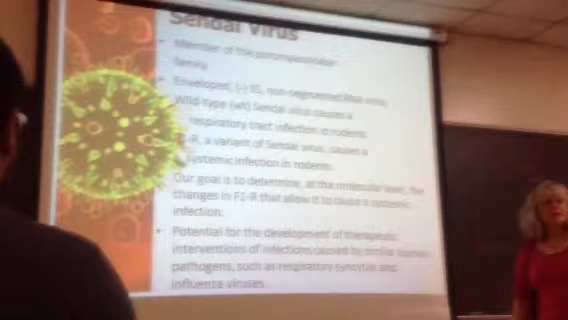 Sendai Virus
• Member of the paramyxoviridae
family
• Enveloped, (-) SS, non-segmented RNA virus
Wild-type (wt) Sendai virus causes a
respiratory tract infection in rodents
-R, a variant of Sendai virus, causes a
systemic infection in rodents
Our goal is to determine, at the molecular level, the
changes in F1-R that allow it to cause a systemic
infection.
• Potential for the development of therapeutic
interventions of infections caused by similar human
pathogens, such as respiratory syncytial and
influenza viruses.